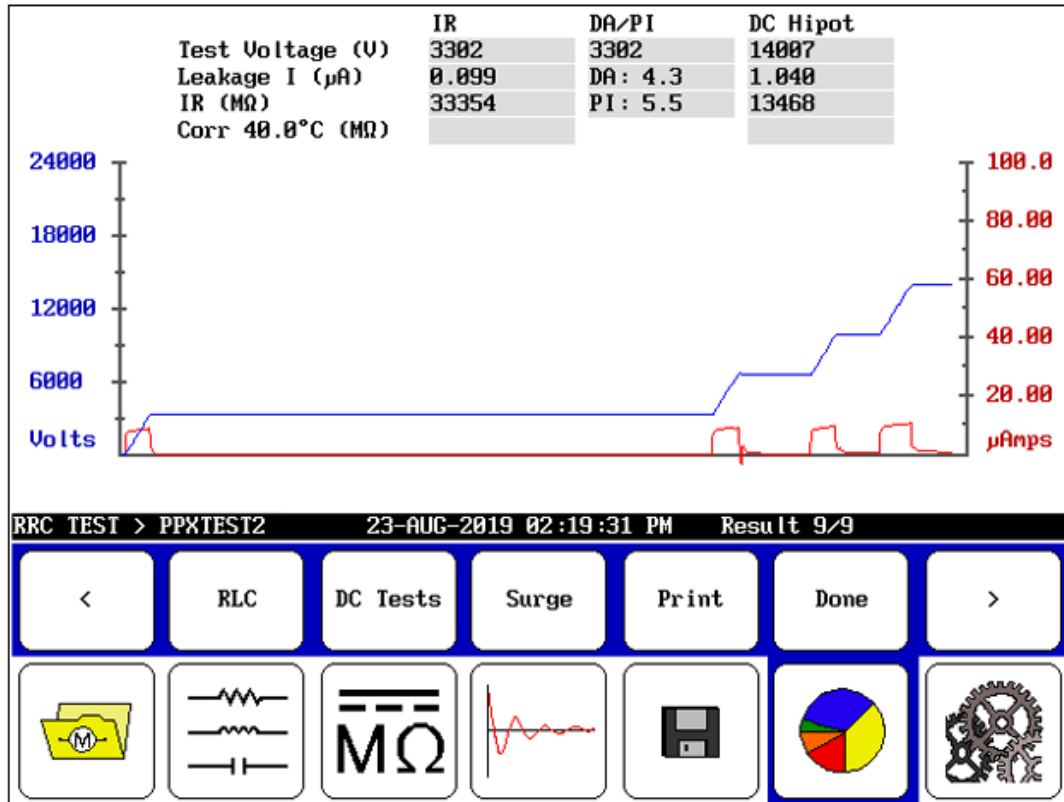 IR DA/PI DC Hipot
Test Voltage (V) 3302 3302 14007
Leakage I (µA) 0.099 DA: 4.3 1.040
IR (MΩ) 33354 PI: 5.5 13468
Corr 40.0°C (MΩ)
24000 100.0
18000 80.00
60.00
12000 40.00
6000 20.00
Volts µAmps
RRC TEST > PPXTEST2 23-AUG-2019 02:19:31 PM Result 9/9
< RLC DC Tests Surge Print Done >
M MΩ